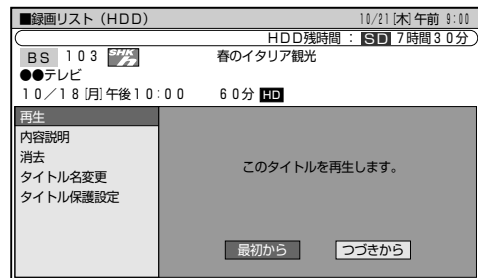 ■録画リスト（HDD） 10/21[木]午前 9:00
HDD残時間 ： SD 7時間30分
BS 103 春のイタリア観光
●●テレビ
10／18[月]午後10:00 60分 HD
再生
内容説明
消去
タイトル名変更
タイトル保護設定
このタイトルを再生します。
最初から つづきから